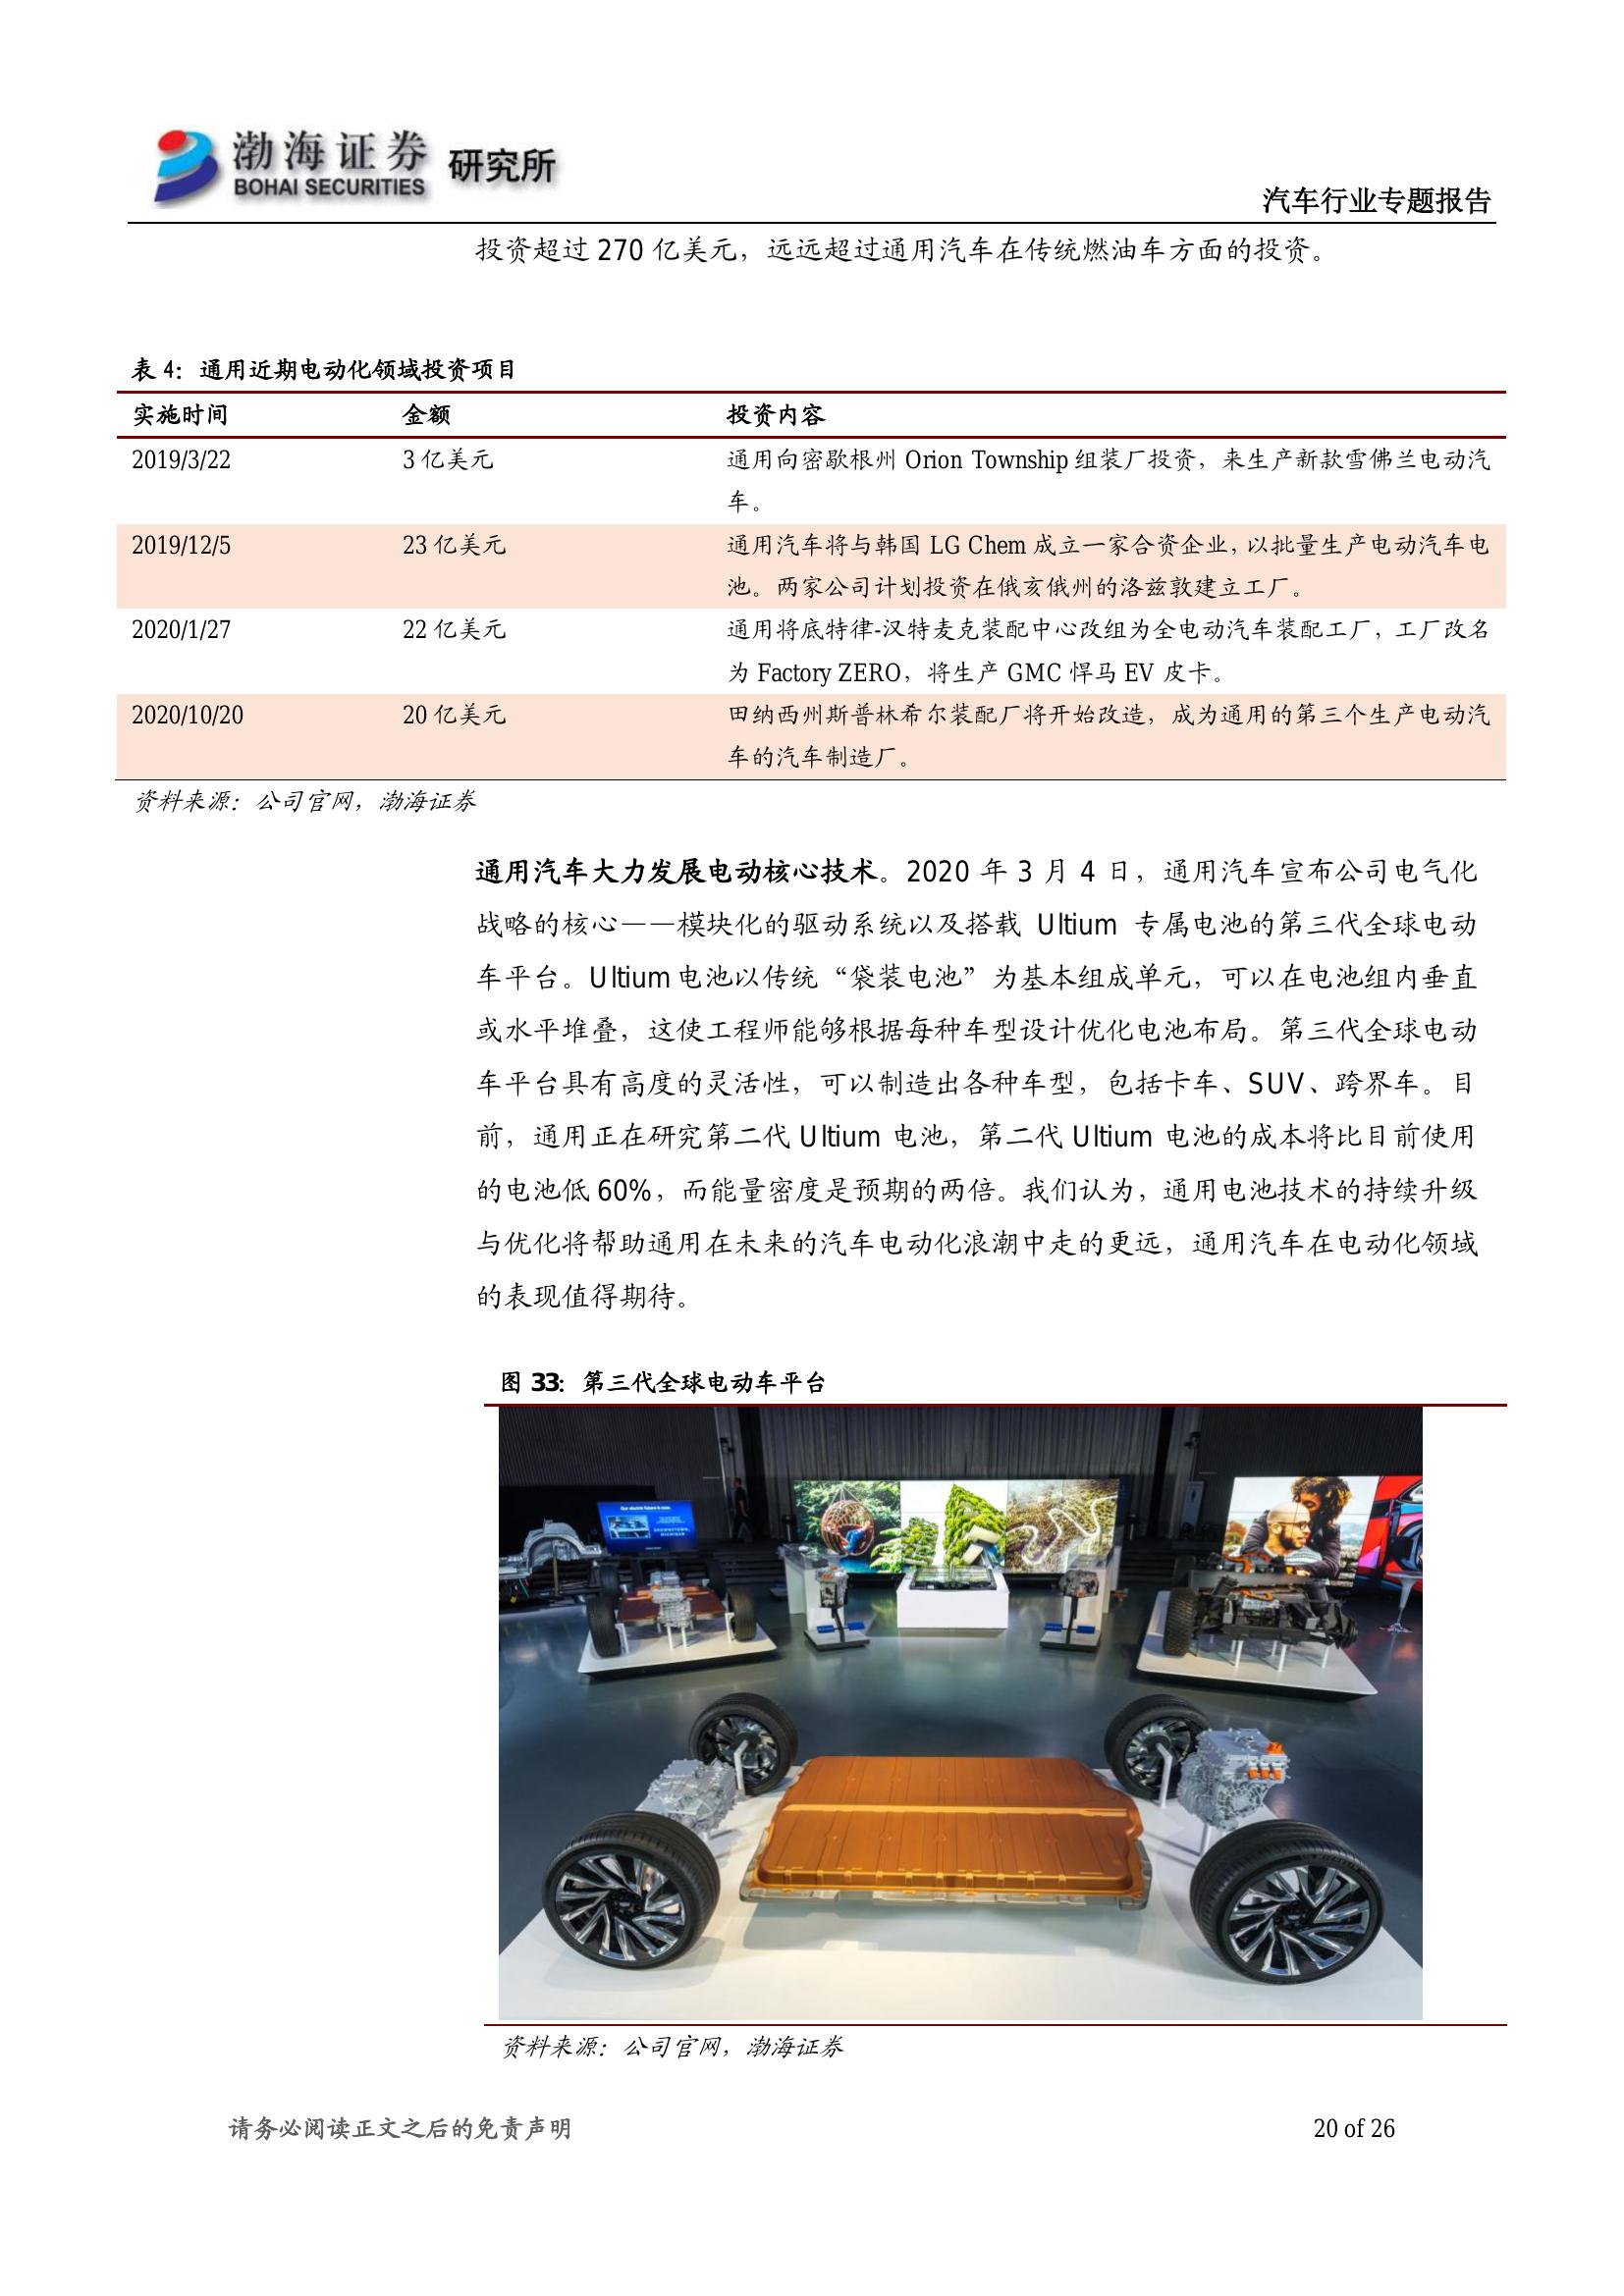 渤海证券 研究所
BOHAI SECURITIES
汽车行业专题报告
投资超过 270 亿美元，远远超过通用汽车在传统燃油车方面的投资。
表 4：通用近期电动化领域投资项目
实施时间 金额 投资内容
2019/3/22 3 亿美元 通用向密歇根州 Orion Township 组装厂投资，来生产新款雪佛兰电动汽
车。
2019/12/5 23 亿美元 通用汽车将与韩国 LG Chem 成立一家合资企业，以批量生产电动汽车电
池。两家公司计划投资在俄亥俄州的洛兹敦建立工厂。
2020/1/27 22 亿美元 通用将底特律-汉特麦克装配中心改组为全电动汽车装配工厂，工厂改名
为 Factory ZERO，将生产 GMC 悍马 EV 皮卡。
2020/10/20 20 亿美元 田纳西州斯普林希尔装配厂将开始改造，成为通用的第三个生产电动汽
车的汽车制造厂。
资料来源：公司官网，渤海证券
通用汽车大力发展电动核心技术。2020 年 3 月 4 日，通用汽车宣布公司电气化
战略的核心——模块化的驱动系统以及搭载 Ultium 专属电池的第三代全球电动
车平台。Ultium 电池以传统“袋装电池”为基本组成单元，可以在电池组内垂直
或水平堆叠，这使工程师能够根据每种车型设计优化电池布局。第三代全球电动
车平台具有高度的灵活性，可以制造出各种车型，包括卡车、SUV、跨界车。目
前，通用正在研究第二代 Ultium 电池，第二代 Ultium 电池的成本将比目前使用
的电池低 60%，而能量密度是预期的两倍。我们认为，通用电池技术的持续升级
与优化将帮助通用在未来的汽车电动化浪潮中走的更远，通用汽车在电动化领域
的表现值得期待。
图 33：第三代全球电动车平台
资料来源：公司官网，渤海证券
请务必阅读正文之后的免责声明 20 of 26